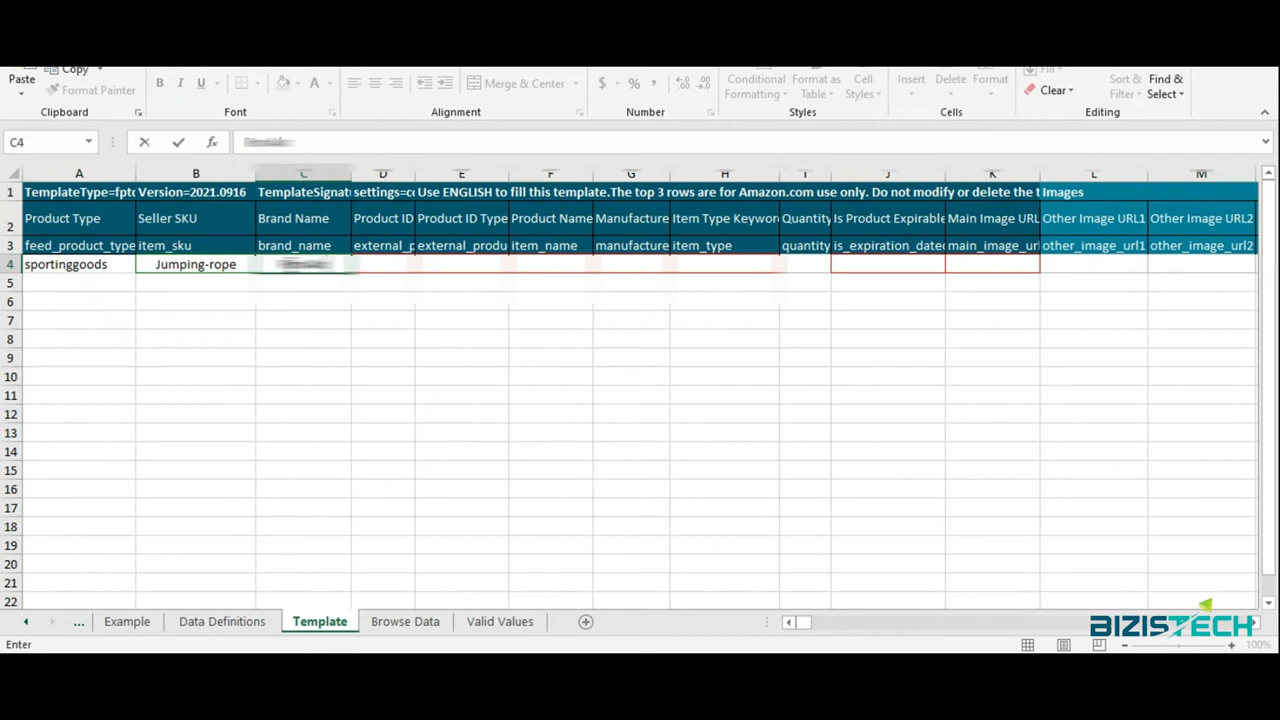 Paste
Copy
Format Painter
B I U A
Merge & Center
$ % ,
Conditional Formatting
Format as Table
Cell Styles
Insert
Delete
Format
Fill
Clear
Sort & Filter
Find & Select
Clipboard Font Alignment Number Styles Cells Editing
C4 fx
A B C D E F G H I J K L M
1 TemplateType=fptc Version=2021.0916 TemplateSignatu settings=co Use ENGLISH to fill this template.The top 3 rows are for Amazon.com use only. Do not modify or delete the t Images
2 Product Type Seller SKU Brand Name Product ID Product ID Type Product Name Manufacture Item Type Keywor Quantity Is Product Expirable Main Image URL Other Image URL1 Other Image URL2
3 feed_product_type item_sku brand_name external_p external_produ item_name manufacture item_type quantity is_expiration_dated main_image_url other_image_url1 other_image_url2
4 sportinggoods Jumping-rope
5
6
7
8
9
10
11
12
13
14
15
16
17
18
19
20
21
22
... Example Data Definitions Template Browse Data Valid Values
Enter
BIZISTECH
100%